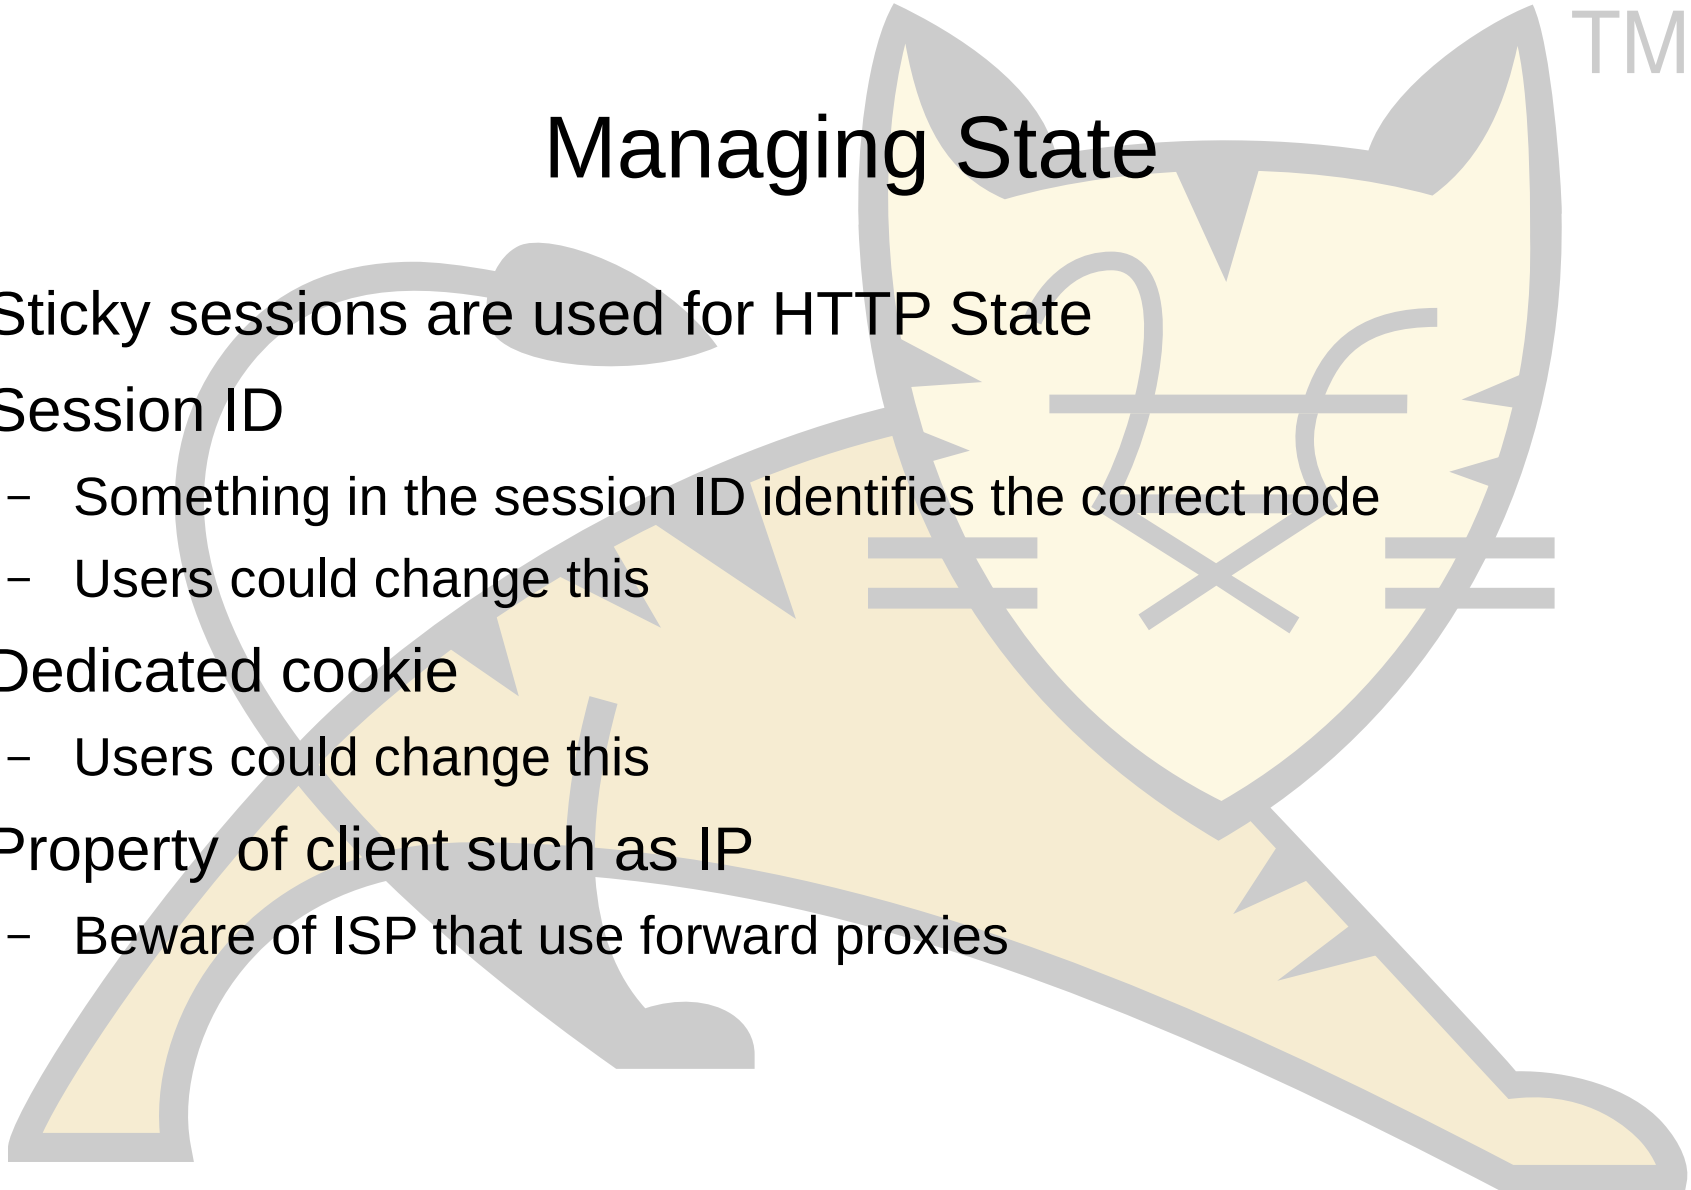 TM
Managing State
Sticky sessions are used for HTTP State
Session ID
– Something in the session ID identifies the correct node
– Users could change this
Dedicated cookie
– Users could change this
Property of client such as IP
– Beware of ISP that use forward proxies